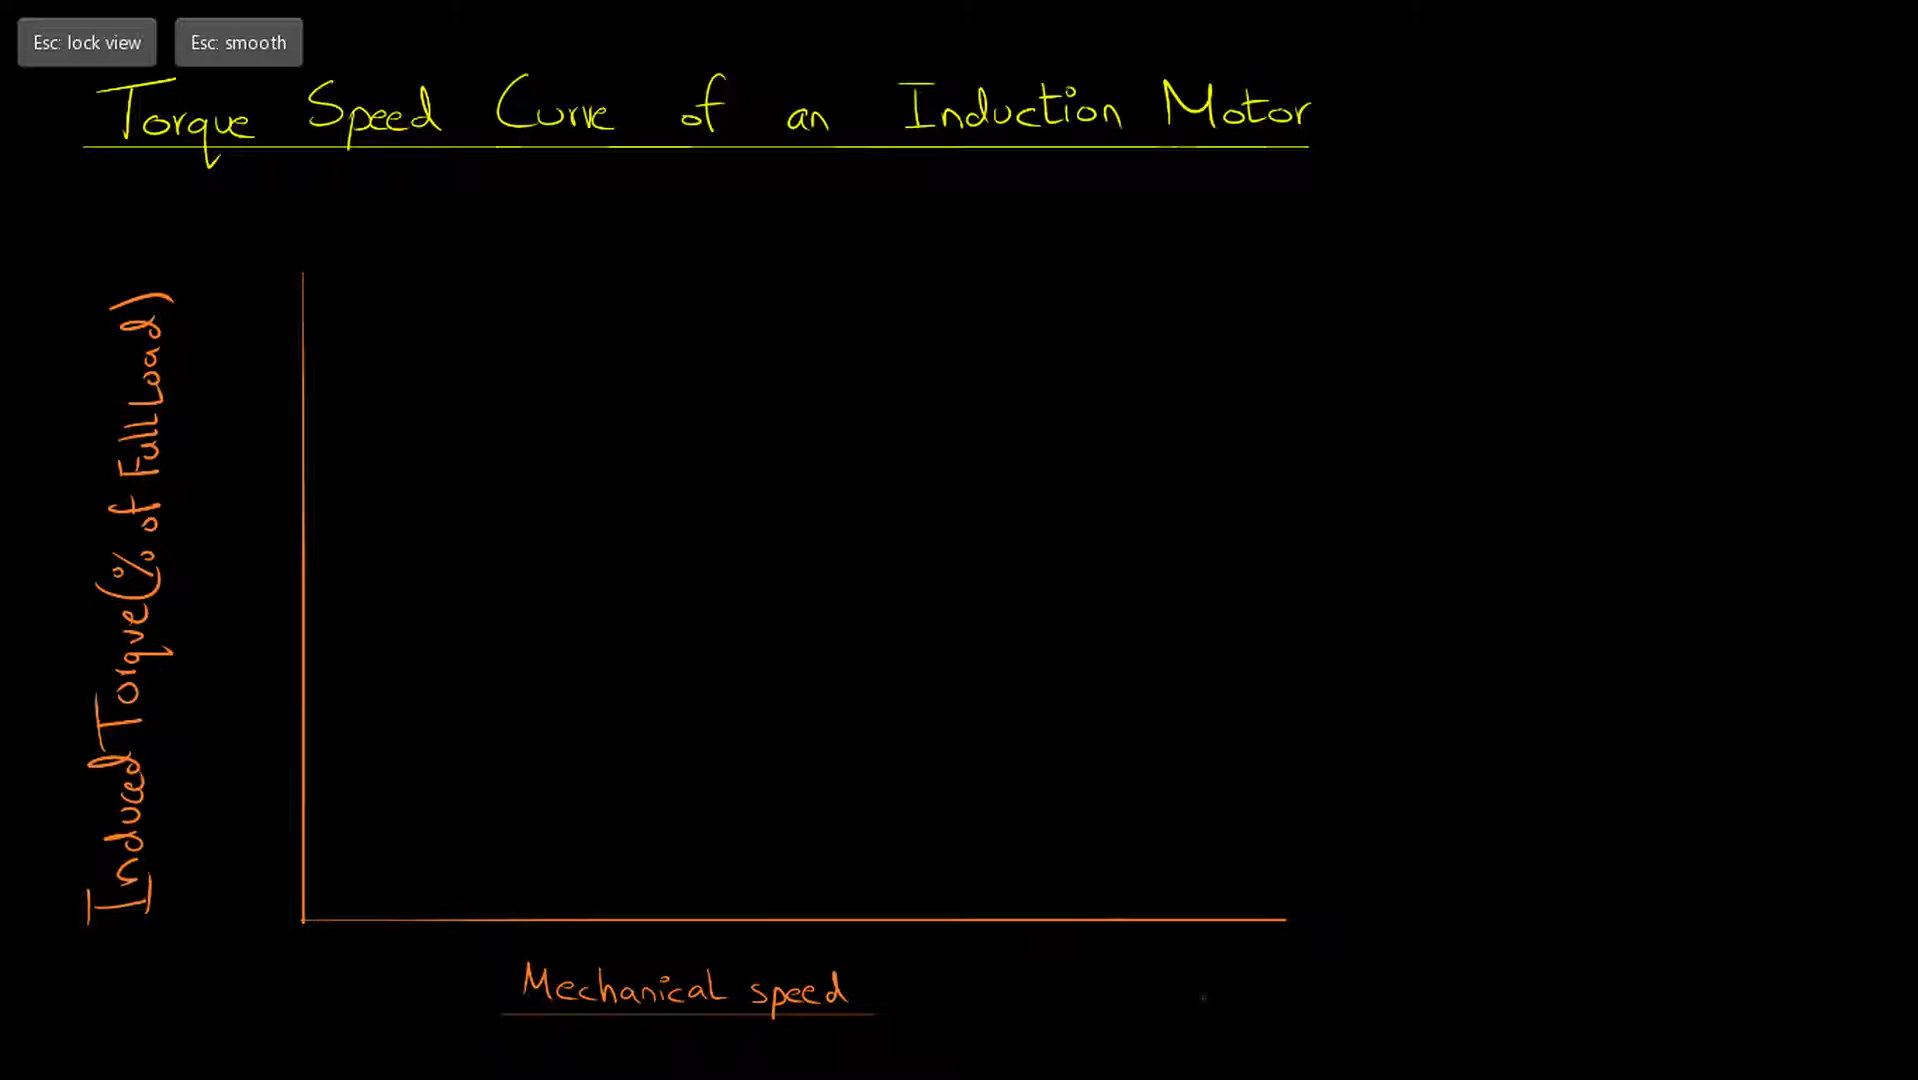 Esc: lock view
Esc: smooth
Torque Speed Curve of an Induction Motor
Induced Torque (% of Full Load)
Mechanical speed